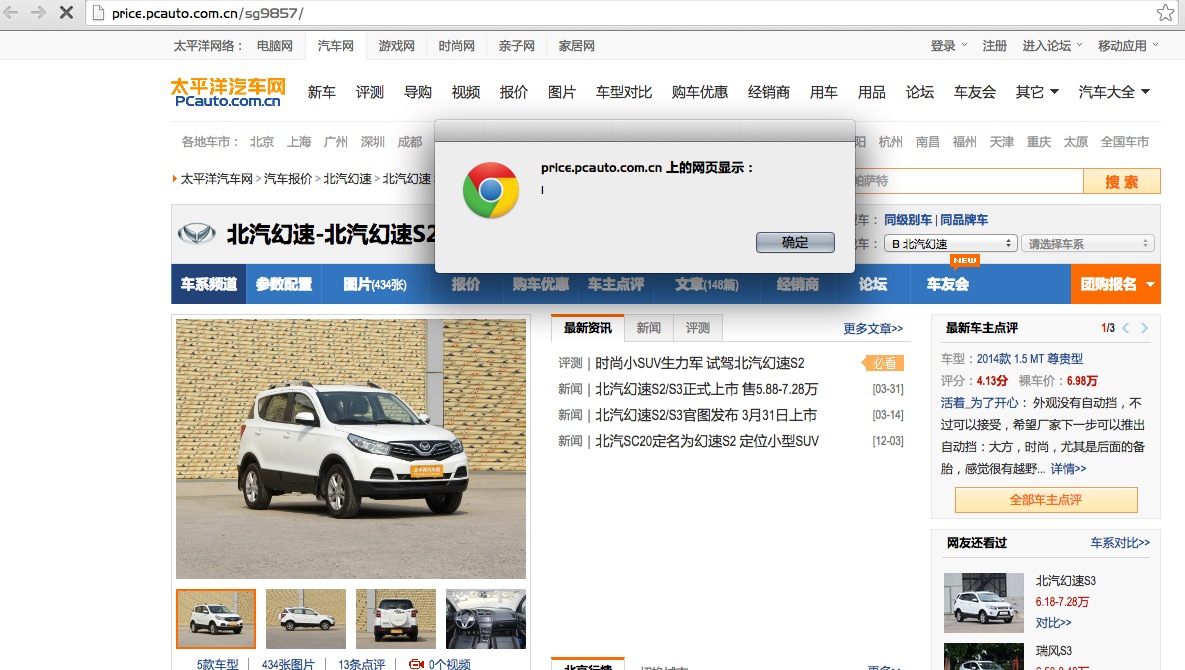 price.pcauto.com.cn/sg9857/
太平洋网络： 电脑网 汽车网 游戏网 时尚网 亲子网 家居网 登录 注册 进入论坛 移动应用
太平洋汽车网
PCauto.com.cn
新车 评测 导购 视频 报价 图片 车型对比 购车优惠 经销商 用车 用品 论坛 车友会 其它 汽车大全
各地车市： 北京 上海 广州 深圳 成都 阳 杭州 南昌 福州 天津 重庆 太原 全国车市
price.pcauto.com.cn 上的网页显示：
太平洋汽车网 > 汽车报价 > 北汽幻速 > 北汽幻速
帕萨特 搜 索
确定
北汽幻速-北汽幻速S2
车： 同级别车 | 同品牌车
车： B 北汽幻速 请选择车系
NEW
车系频道 参数配置 图片(434张) 报价 购车优惠 车主点评 文章(148篇) 经销商 论坛 车友会 团购报名
最新资讯 新闻 评测 更多文章>>
评测 | 时尚小SUV生力军 试驾北汽幻速S2 必看
新闻 | 北汽幻速S2/S3正式上市 售5.88-7.28万 [03-31]
新闻 | 北汽幻速S2/S3官图发布 3月31日上市 [03-14]
新闻 | 北汽SC20定名为幻速S2 定位小型SUV [12-03]
最新车主点评 1/3
车型：2014款 1.5 MT 尊贵型
评分：4.13分 裸车价：6.98万
活着_为了开心： 外观没有自动挡，不
过可以接受，希望厂家下一步可以推出
自动挡：大方，时尚，尤其是后面的备
胎，感觉很有越野... 详情>>
全部车主点评
网友还看过 车系对比>>
北汽幻速S3
6.18-7.28万
对比>>
瑞风S3
太平洋汽车网
5款车型 434张图片 13条点评 0个视频
北京行情 切换城市 更多>>